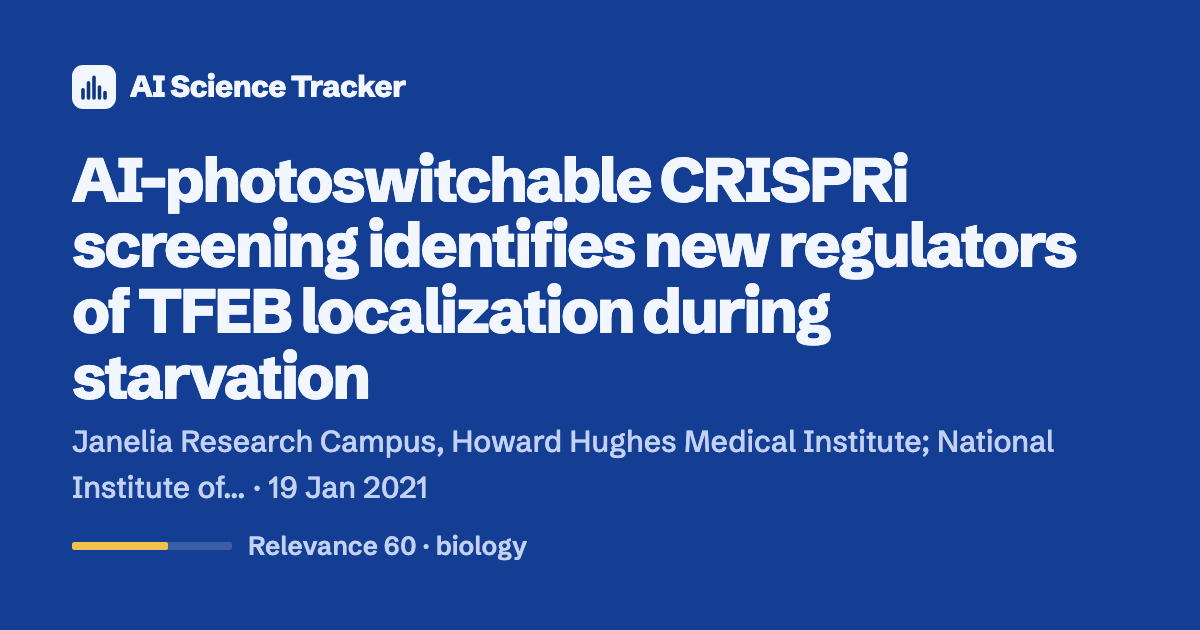 AI Science Tracker
AI-photoswitchable CRISPRi
screening identifies new regulators
of TFEB localization during
starvation
Janelia Research Campus, Howard Hughes Medical Institute; National
Institute of... · 19 Jan 2021
Relevance 60 · biology